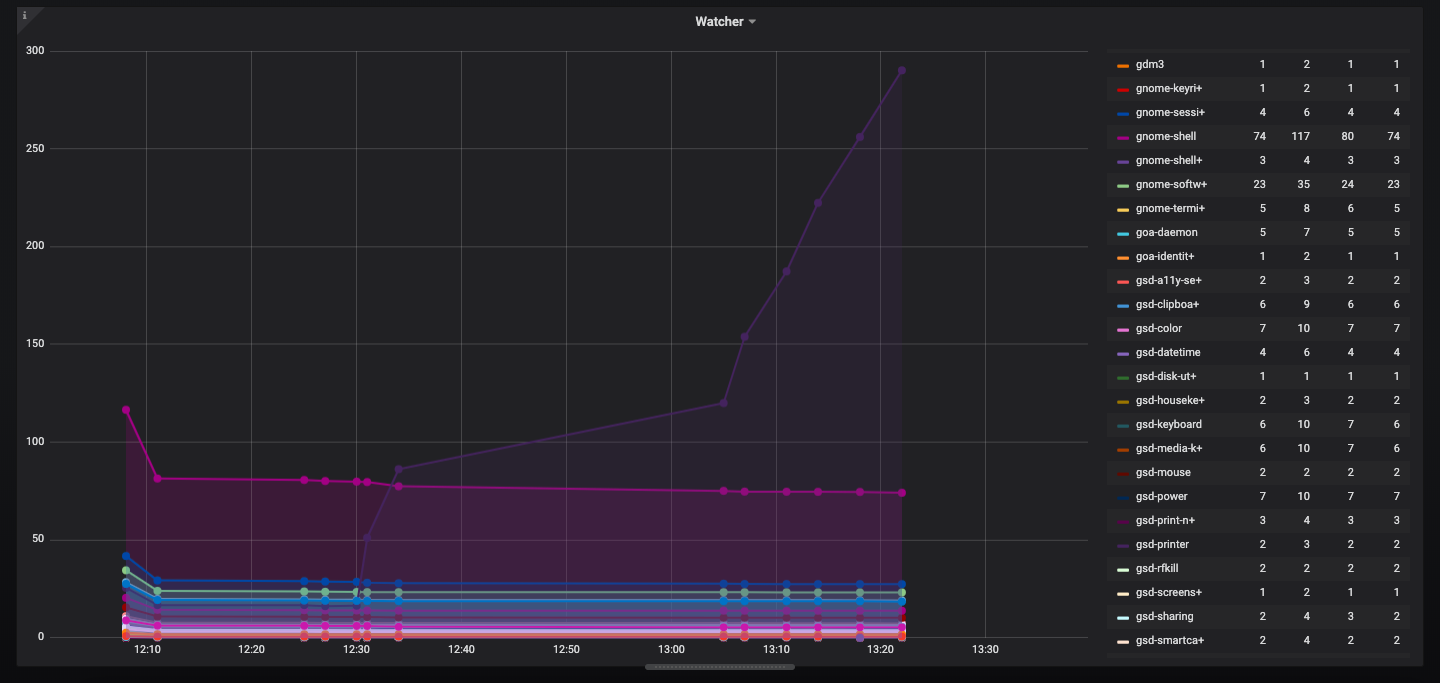 i
Watcher
300
250
200
150
100
50
0
12:10 12:20 12:30 12:40 12:50 13:00 13:10 13:20 13:30
gdm3 1 2 1 1
gnome-keyri+ 1 2 1 1
gnome-sessi+ 4 6 4 4
gnome-shell 74 117 80 74
gnome-shell+ 3 4 3 3
gnome-softw+ 23 35 24 23
gnome-termi+ 5 8 6 5
goa-daemon 5 7 5 5
goa-identit+ 1 2 1 1
gsd-a11y-se+ 2 3 2 2
gsd-clipboa+ 6 9 6 6
gsd-color 7 10 7 7
gsd-datetime 4 6 4 4
gsd-disk-ut+ 1 1 1 1
gsd-houseke+ 2 3 2 2
gsd-keyboard 6 10 7 6
gsd-media-k+ 6 10 7 6
gsd-mouse 2 2 2 2
gsd-power 7 10 7 7
gsd-print-n+ 3 4 3 3
gsd-printer 2 3 2 2
gsd-rfkill 2 2 2 2
gsd-screens+ 1 2 1 1
gsd-sharing 2 4 3 2
gsd-smartca+ 2 4 2 2